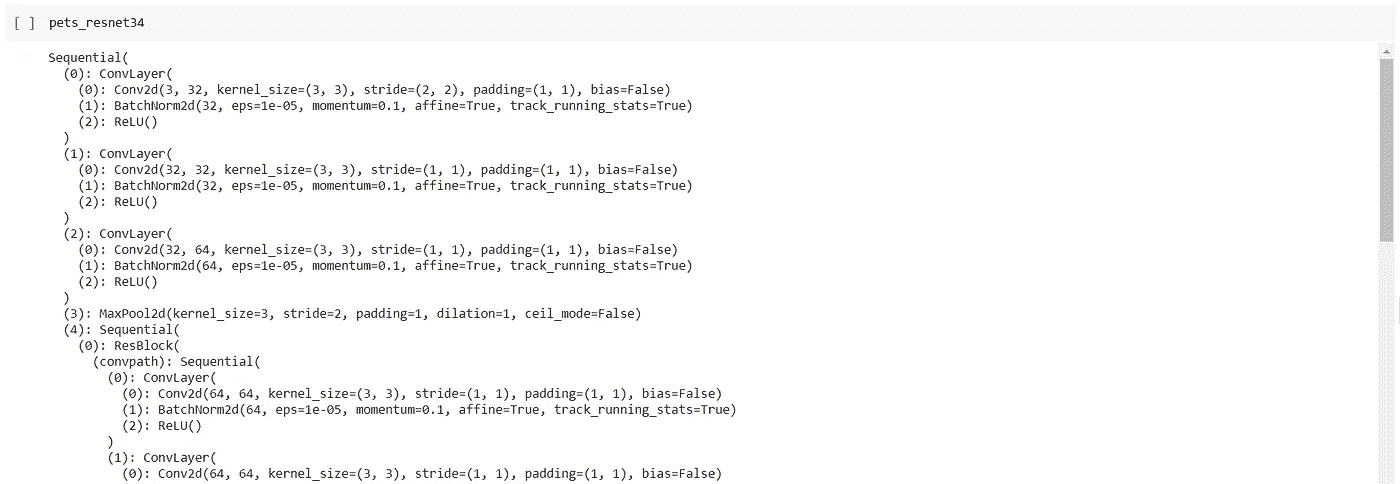 [ ] pets_resnet34
Sequential(
(0): ConvLayer(
(0): Conv2d(3, 32, kernel_size=(3, 3), stride=(2, 2), padding=(1, 1), bias=False)
(1): BatchNorm2d(32, eps=1e-05, momentum=0.1, affine=True, track_running_stats=True)
(2): ReLU()
)
(1): ConvLayer(
(0): Conv2d(32, 32, kernel_size=(3, 3), stride=(1, 1), padding=(1, 1), bias=False)
(1): BatchNorm2d(32, eps=1e-05, momentum=0.1, affine=True, track_running_stats=True)
(2): ReLU()
)
(2): ConvLayer(
(0): Conv2d(32, 64, kernel_size=(3, 3), stride=(1, 1), padding=(1, 1), bias=False)
(1): BatchNorm2d(64, eps=1e-05, momentum=0.1, affine=True, track_running_stats=True)
(2): ReLU()
)
(3): MaxPool2d(kernel_size=3, stride=2, padding=1, dilation=1, ceil_mode=False)
(4): Sequential(
(0): ResBlock(
(convpath): Sequential(
(0): ConvLayer(
(0): Conv2d(64, 64, kernel_size=(3, 3), stride=(1, 1), padding=(1, 1), bias=False)
(1): BatchNorm2d(64, eps=1e-05, momentum=0.1, affine=True, track_running_stats=True)
(2): ReLU()
)
(1): ConvLayer(
(0): Conv2d(64, 64, kernel_size=(3, 3), stride=(1, 1), padding=(1, 1), bias=False)